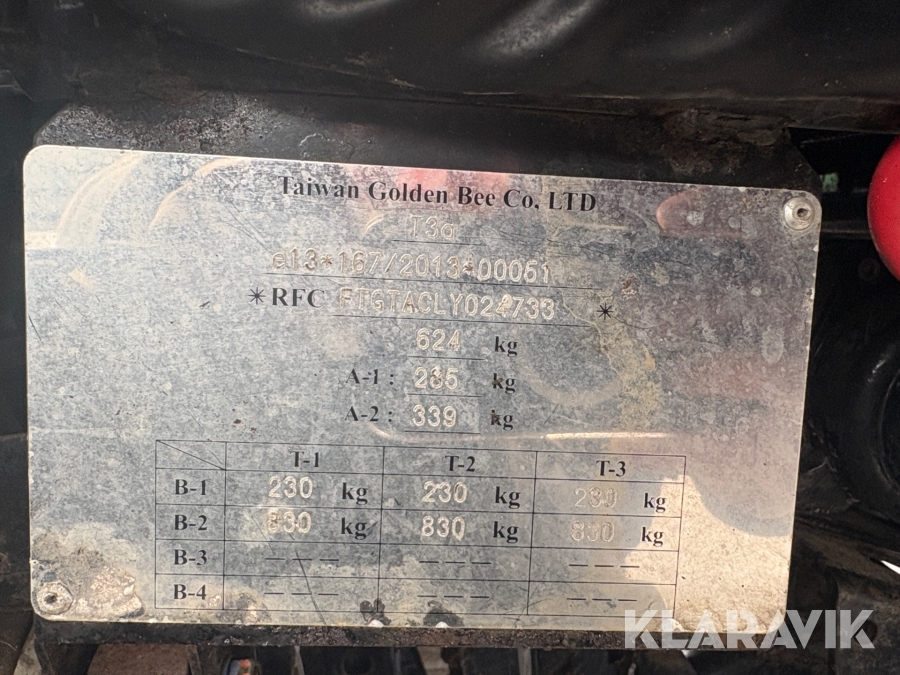 Taiwan Golden Bee Co, LTD
T3a
e13*167/2013*00051
*RFC FTGTACLY024733 *
624 kg
A-1 : 285 kg
A-2 : 339 kg
T-1 T-2 T-3
B-1 230 kg 230 kg 230 kg
B-2 830 kg 830 kg 830 kg
B-3 --- --- ---
B-4 --- --- ---
KLARAVIK